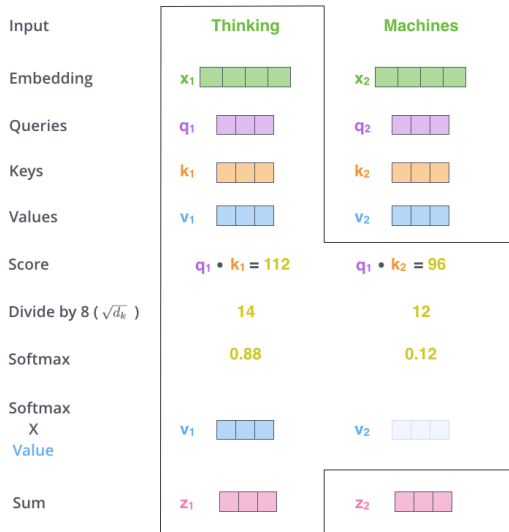 Input Thinking Machines
Embedding x₁ x₂
Queries q₁ q₂
Keys k₁ k₂
Values v₁ v₂
Score q₁ • k₁ = 112 q₁ • k₂ = 96
Divide by 8 ( √dₖ ) 14 12
Softmax 0.88 0.12
Softmax
X
Value
v₁ v₂
Sum z₁ z₂